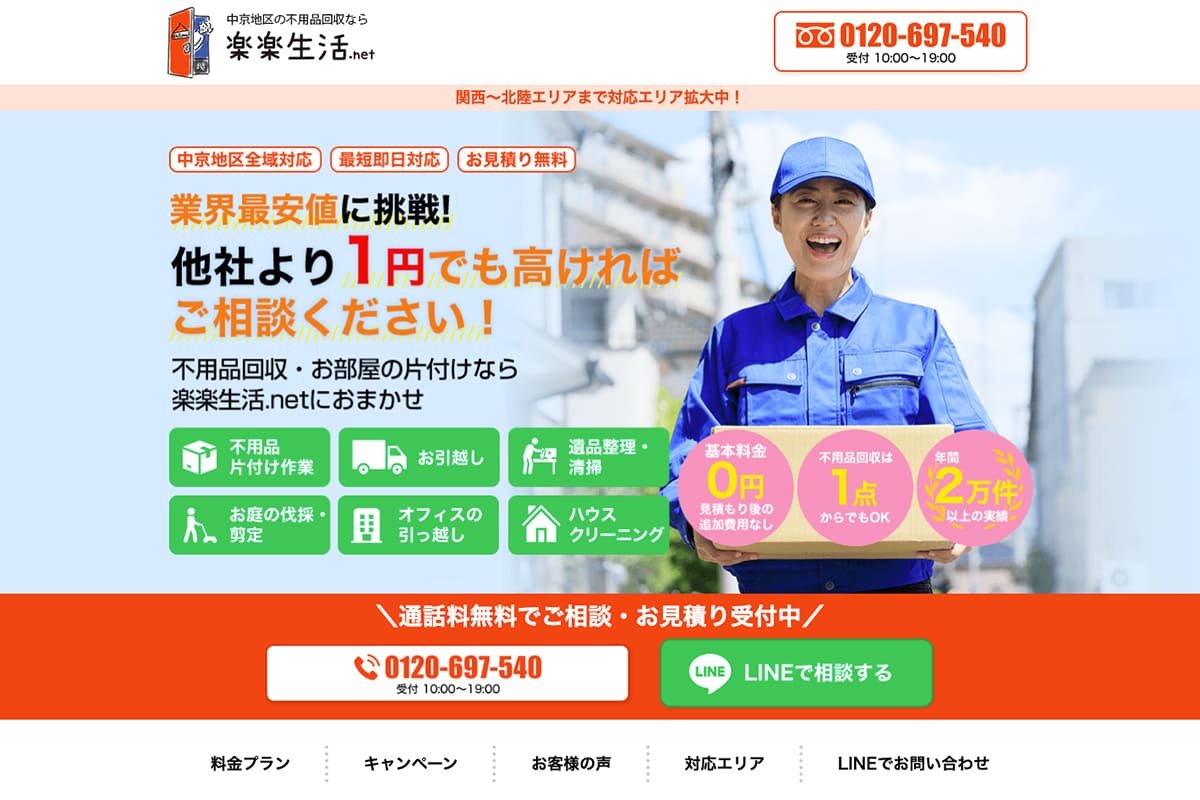 中京地区の不用品回収なら
楽楽生活.net
0120-697-540
受付 10:00〜19:00
関西〜北陸エリアまで対応エリア拡大中！
中京地区全域対応
最短即日対応
お見積り無料
業界最安値に挑戦!
他社より1円でも高ければ
ご相談ください！
不用品回収・お部屋の片付けなら
楽楽生活.netにおまかせ
不用品
片付け作業
お引越し
遺品整理・
清掃
お庭の伐採・
剪定
オフィスの
引っ越し
ハウス
クリーニング
基本料金
0円
見積もり後の
追加費用なし
不用品回収は
1点
からでもOK
年間
2万件
以上の実績
＼通話料無料でご相談・お見積り受付中／
0120-697-540
受付 10:00〜19:00
LINE
LINEで相談する
料金プラン
キャンペーン
お客様の声
対応エリア
LINEでお問い合わせ